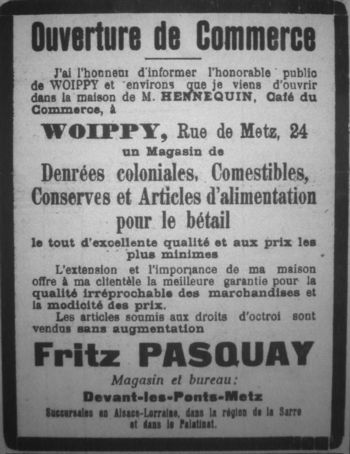 Ouverture de Commerce
J'ai l'honneur d'informer l'honorable public
de WOIPPY et environs que je viens d'ouvrir
dans la maison de M. HENNEQUIN, Café du
Commerce, à
WOIPPY, Rue de Metz, 24
un Magasin de
Denrées coloniales, Comestibles,
Conserves et Articles d'alimentation
pour le bétail
le tout d'excellente qualité et aux prix les
plus minimes
L'extension et l'importance de ma maison
offre à ma clientèle la meilleure garantie pour la
qualité irréprochable des marchandises et
la modicité des prix.
Les articles soumis aux droits d'octroi sont
vendus sans augmentation
Fritz PASQUAY
Magasin et bureau:
Devant-les-Ponts-Metz
Succursales en Alsace-Lorraine, dans la région de la Sarre
et dans le Palatinat.